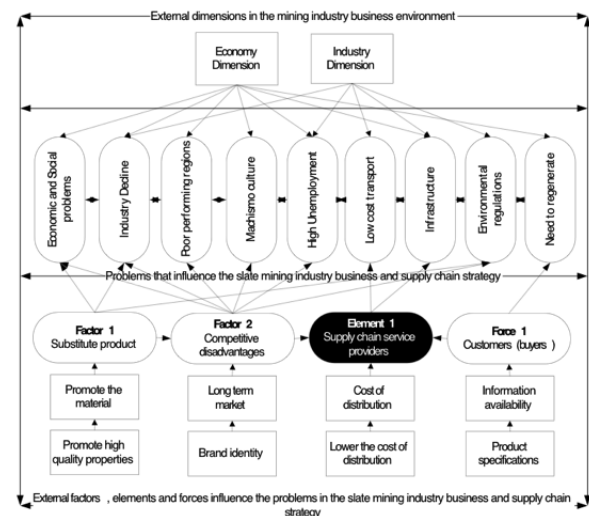 External dimensions in the mining industry business environment
Economy
Dimension
Industry
Dimension
Economic and Social
problems
Industry Decline
Poor performing regions
Machismo culture
High Unemployment
Low cost transport
Infrastructure
Environmental
regulations
Need to regenerate
Problems that influence the slate mining industry business and supply chain strategy
Factor 1
Substitute product
Factor 2
Competitive
disadvantages
Element 1
Supply chain service
providers
Force 1
Customers (buyers )
Promote the
material
Long term
market
Cost of
distribution
Information
availability
Promote high
quality properties
Brand identity
Lower the cost of
distribution
Product
specifications
External factors , elements and forces influence the problems in the slate mining industry business and supply chain
strategy